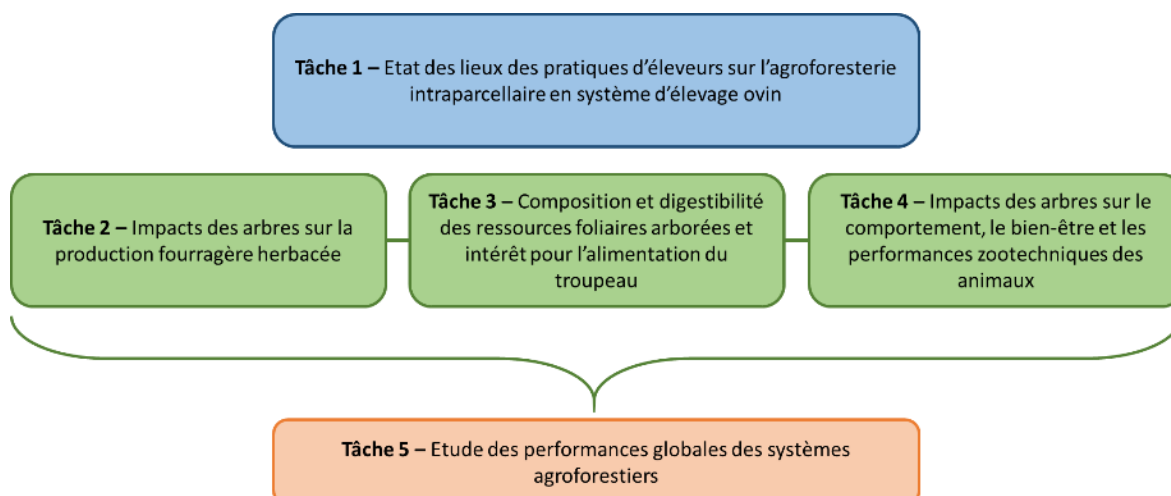 Tâche 1 – Etat des lieux des pratiques d’éleveurs sur l’agroforesterie
intraparcellaire en système d’élevage ovin
Tâche 2 – Impacts des arbres sur la
production fourragère herbacée
Tâche 3 – Composition et digestibilité
des ressources foliaires arborées et
intérêt pour l’alimentation du
troupeau
Tâche 4 – Impacts des arbres sur le
comportement, le bien-être et les
performances zootechniques des
animaux
Tâche 5 – Etude des performances globales des systèmes
agroforestiers